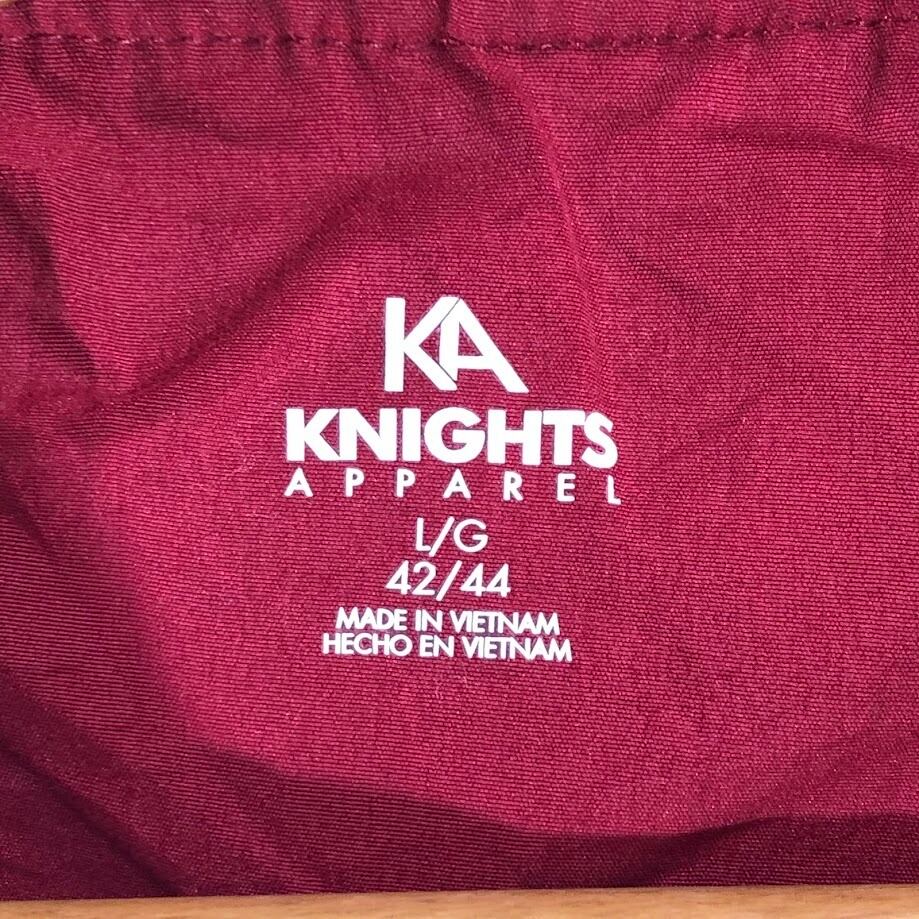 KA
KNIGHTS
APPAREL
L/G
42/44
MADE IN VIETNAM
HECHO EN VIETNAM